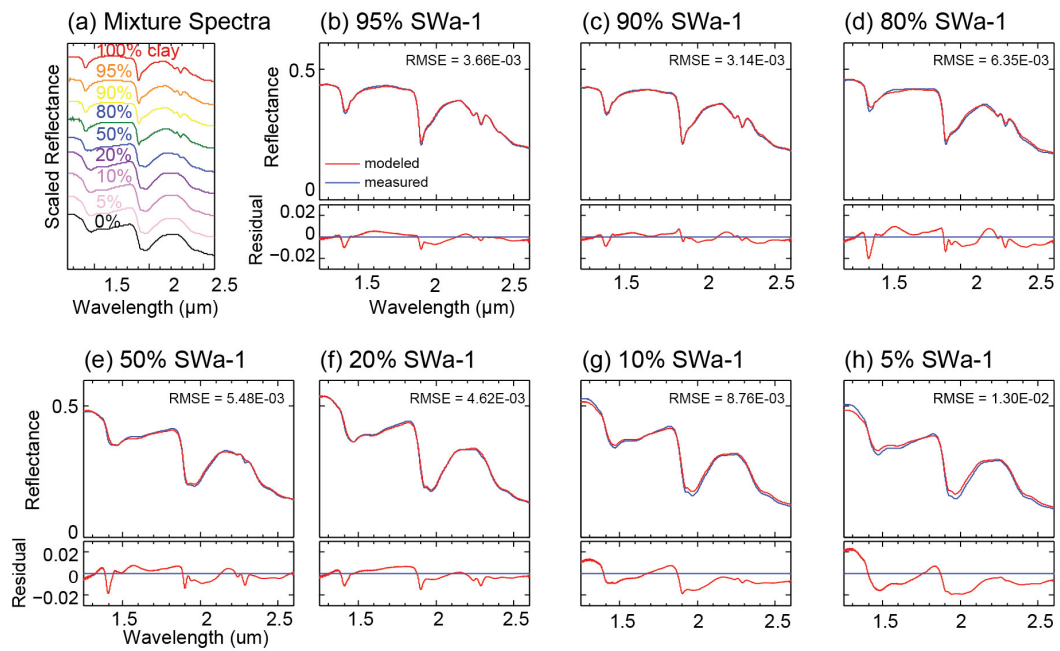 (a) Mixture Spectra
100% clay
95%
90%
80%
50%
20%
10%
5%
0%
Scaled Reflectance
1.5
2
2.5
Wavelength (µm)
(b) 95% SWa-1
RMSE = 3.66E-03
0.5
0
Reflectance
modeled
measured
0.02
0
−0.02
Residual
1.5
2
2.5
Wavelength (µm)
(c) 90% SWa-1
RMSE = 3.14E-03
1.5
2
2.5
(d) 80% SWa-1
RMSE = 6.35E-03
1.5
2
2.5
(e) 50% SWa-1
RMSE = 5.48E-03
0.5
0
Reflectance
0.02
0
−0.02
Residual
1.5
2
2.5
Wavelength (um)
(f) 20% SWa-1
RMSE = 4.62E-03
1.5
2
2.5
(g) 10% SWa-1
RMSE = 8.76E-03
1.5
2
2.5
(h) 5% SWa-1
RMSE = 1.30E-02
1.5
2
2.5